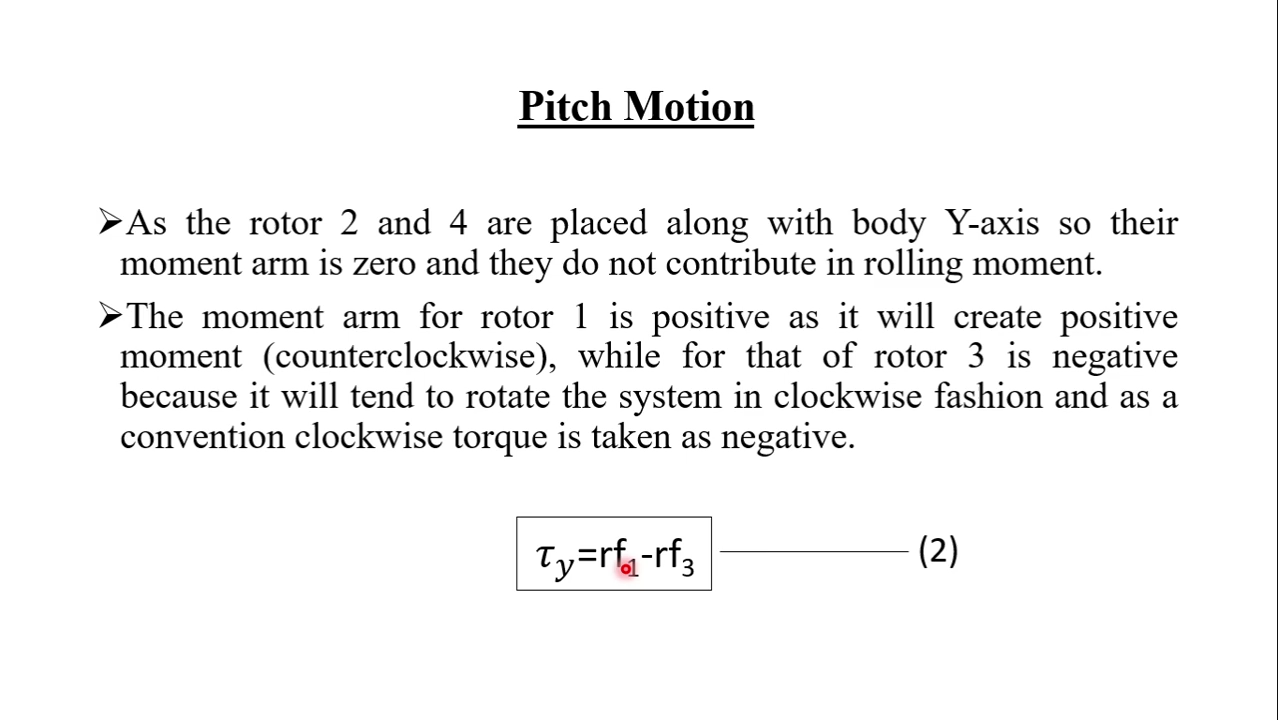 Pitch Motion
➢As the rotor 2 and 4 are placed along with body Y-axis so their
moment arm is zero and they do not contribute in rolling moment.
➢The moment arm for rotor 1 is positive as it will create positive
moment (counterclockwise), while for that of rotor 3 is negative
because it will tend to rotate the system in clockwise fashion and as a
convention clockwise torque is taken as negative.
τy=rf1-rf3 (2)